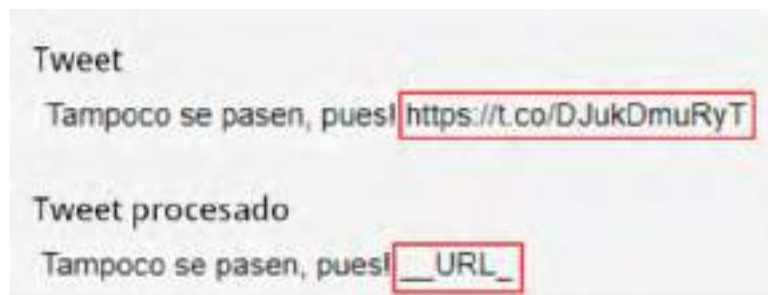 Tweet
Tampoco se pasen, pues! https://t.co/DJukDmuRyT
Tweet procesado
Tampoco se pasen, pues! __URL_